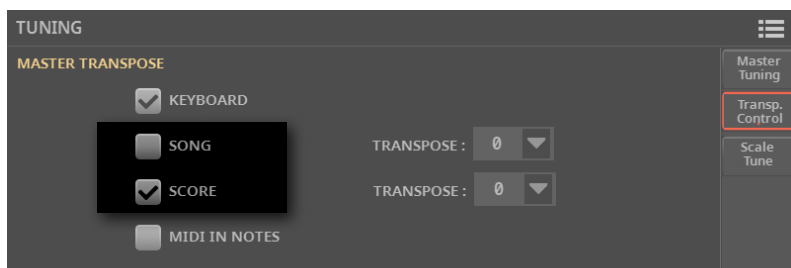 TUNING
MASTER TRANSPOSE
KEYBOARD
SONG TRANSPOSE : 0
SCORE TRANSPOSE : 0
MIDI IN NOTES
Master
Tuning
Transp.
Control
Scale
Tune